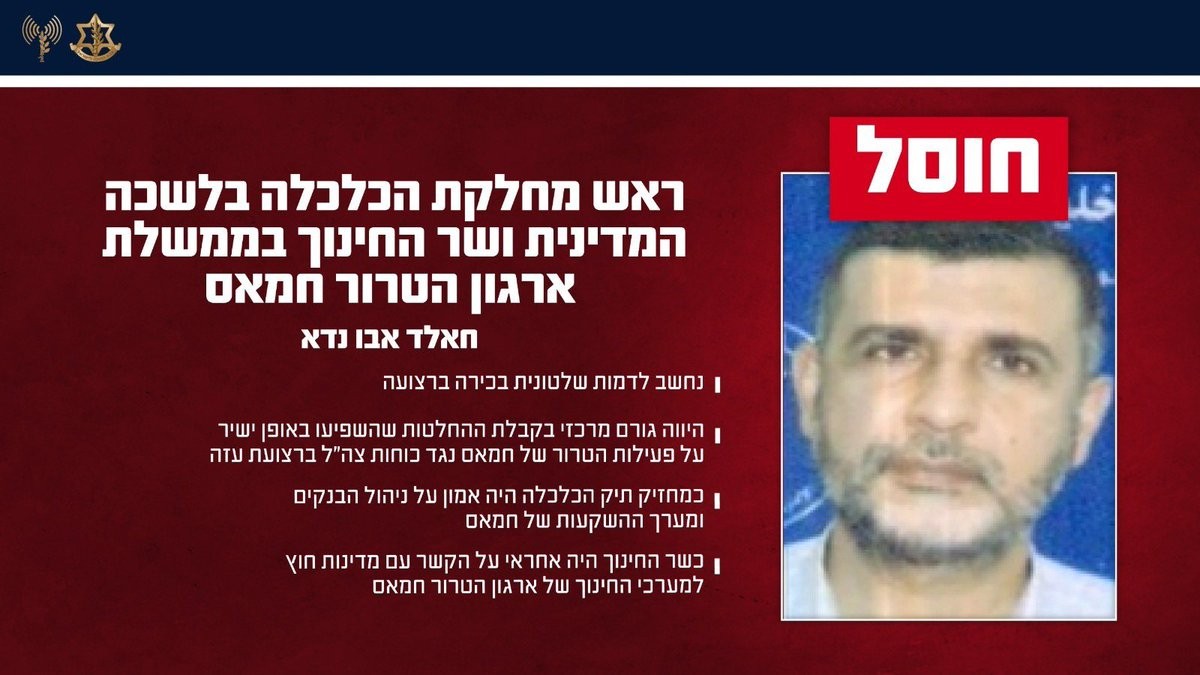 חוסל
ראש מחלקת הכלכלה בלשכה
המדינית ושר החינוך בממשלת
ארגון הטרור חמאס
חאלד אבו נדא
נחשב לדמות שלטונית בכירה ברצועה
היווה גורם מרכזי בקבלת ההחלטות שהשפיעו באופן ישיר
על פעילות הטרור של חמאס נגד כוחות צה"ל ברצועת עזה
כמחזיק תיק הכלכלה היה אמון על ניהול הבנקים
ומערך ההשקעות של חמאס
כשר החינוך היה אחראי על הקשר עם מדינות חוץ
למערכי החינוך של ארגון הטרור חמאס